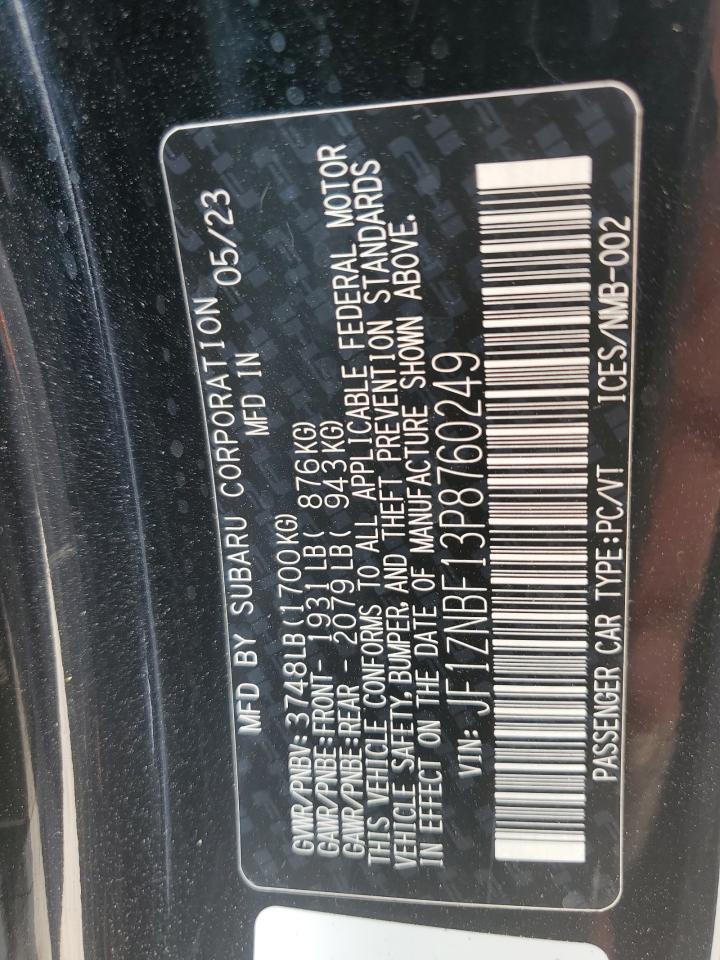 MFD BY SUBARU CORPORATION
MFD IN 05/23
GVWR/PNBV: 3748LB(1700KG)
GAWR/PNBE:FRONT- 1931LB( 876KG)
GAWR/PNBE:REAR - 2079LB( 943KG)
THIS VEHICLE CONFORMS TO ALL APPLICABLE FEDERAL MOTOR
VEHICLE SAFETY, BUMPER, AND THEFT PREVENTION STANDARDS
IN EFFECT ON THE DATE OF MANUFACTURE SHOWN ABOVE.
VIN: JF1ZNBF13P8760249
PASSENGER CAR TYPE:PC/VT ICES/NMB-002